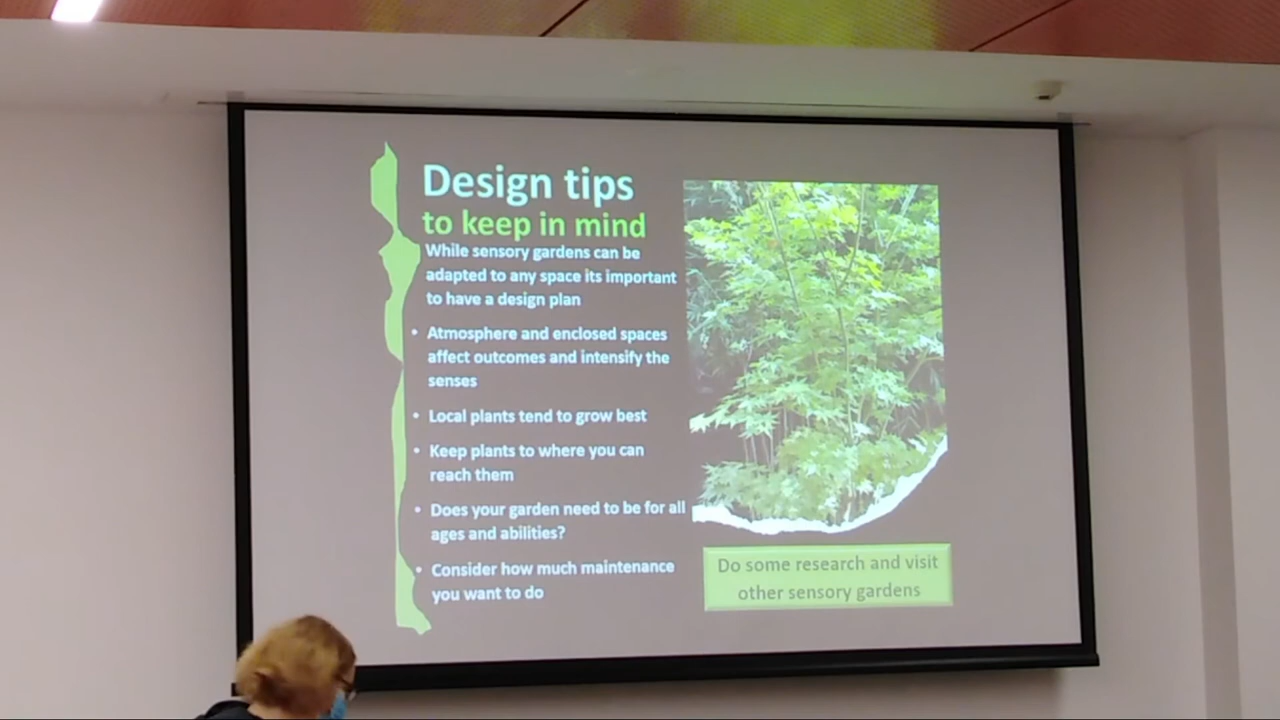 Design tips
to keep in mind
While sensory gardens can be
adapted to any space its important
to have a design plan
• Atmosphere and enclosed spaces
affect outcomes and intensify the
senses
• Local plants tend to grow best
• Keep plants to where you can
reach them
• Does your garden need to be for all
ages and abilities?
• Consider how much maintenance
you want to do
Do some research and visit
other sensory gardens